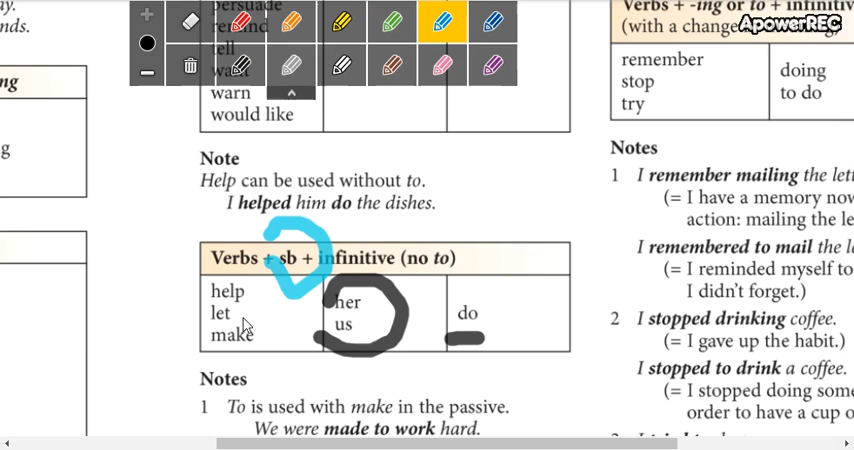 ay.
nds.
ng
g
persuade
remind
tell
want
warn
would like
Note
Help can be used without to.
I helped him do the dishes.
Verbs + sb + infinitive (no to)
help
let
make
her
us
do
Notes
1 To is used with make in the passive.
We were made to work hard.
Verbs + -ing or to + infinitiv
(with a change
ApowerREC
remember
stop
try
doing
to do
Notes
1 I remember mailing the lett
(= I have a memory now
action: mailing the le
I remembered to mail the le
(= I reminded myself to
I didn't forget.)
2 I stopped drinking coffee.
(= I gave up the habit.)
I stopped to drink a coffee.
(= I stopped doing some
order to have a cup o